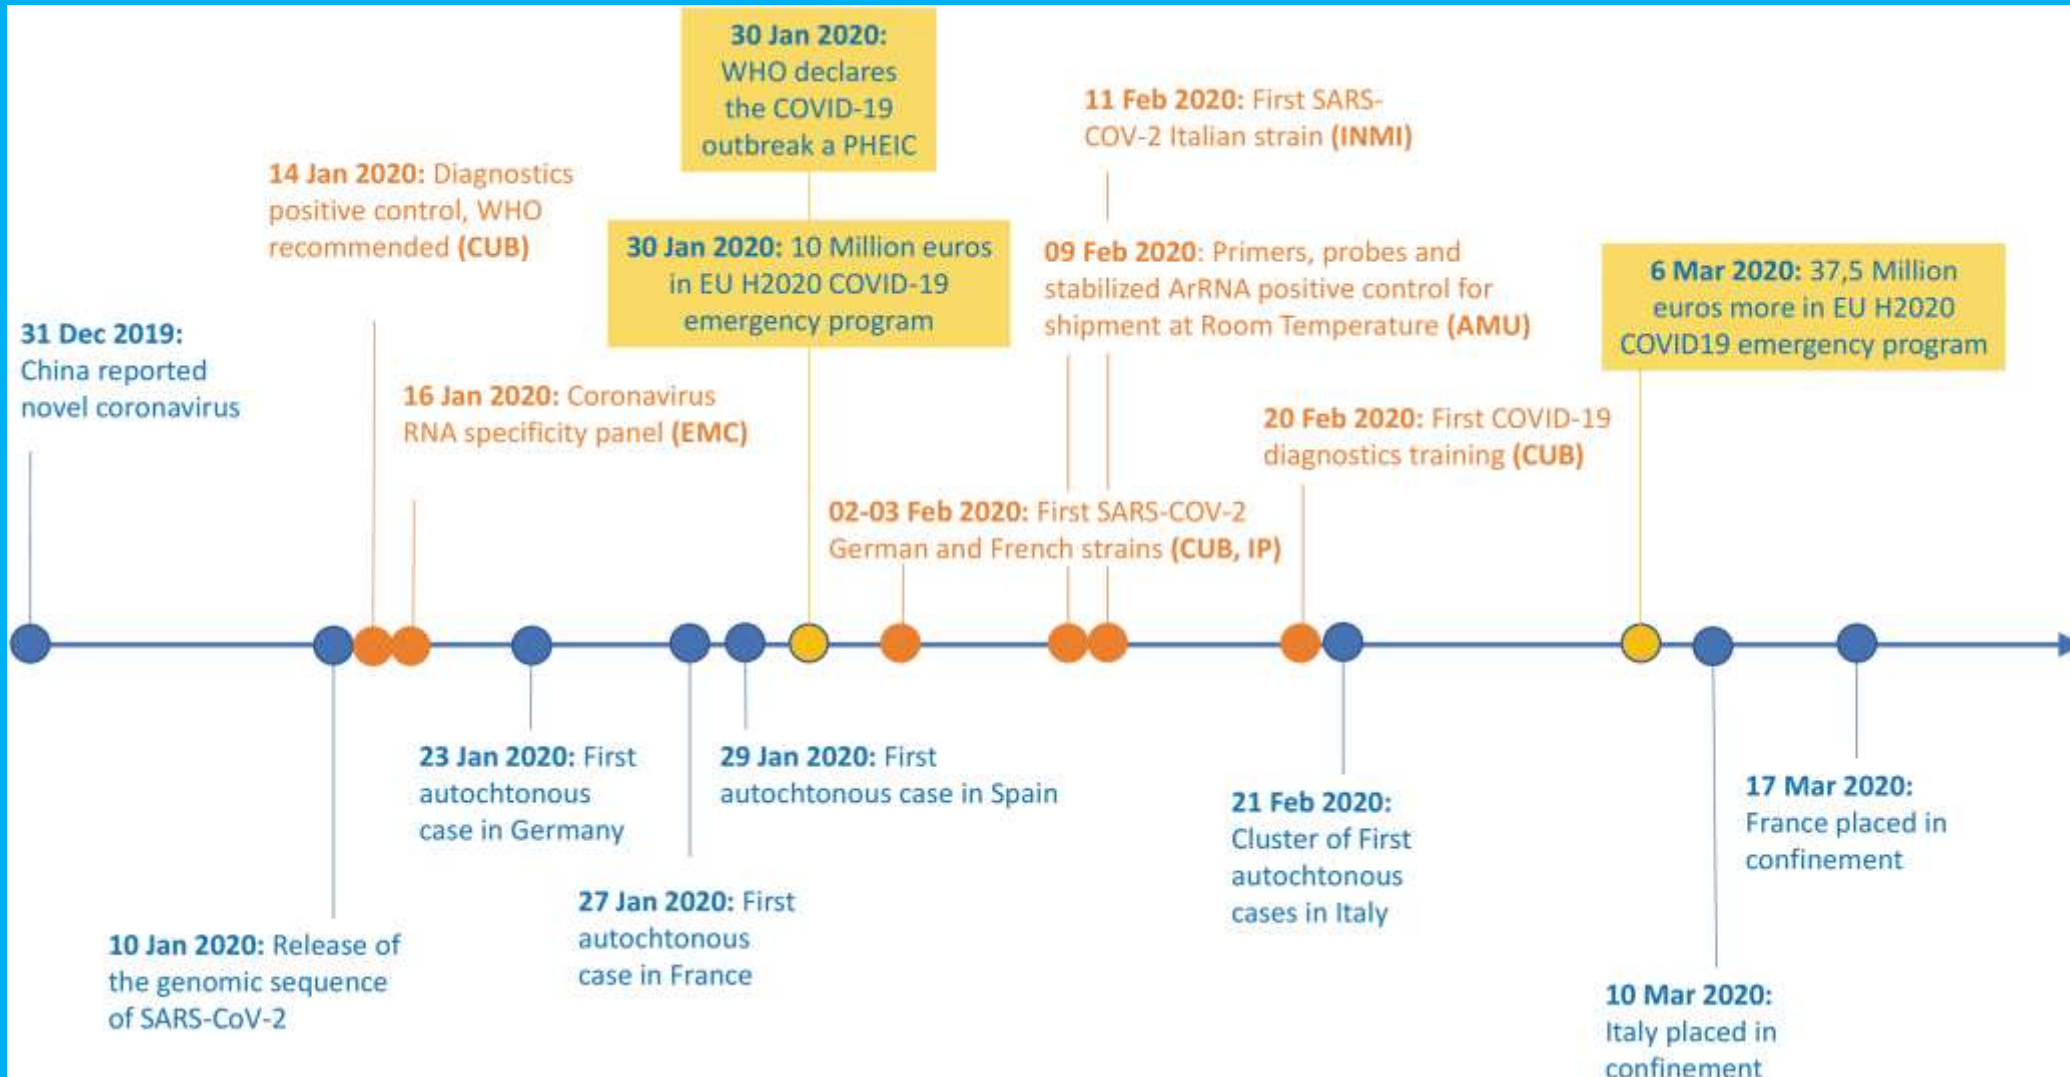 30 Jan 2020:
WHO declares
the COVID-19
outbreak a PHEIC
11 Feb 2020: First SARS-
COV-2 Italian strain (INMI)
14 Jan 2020: Diagnostics
positive control, WHO
recommended (CUB)
30 Jan 2020: 10 Million euros
in EU H2020 COVID-19
emergency program
09 Feb 2020: Primers, probes and
stabilized ArRNA positive control for
shipment at Room Temperature (AMU)
6 Mar 2020: 37,5 Million
euros more in EU H2020
COVID19 emergency program
31 Dec 2019:
China reported
novel coronavirus
16 Jan 2020: Coronavirus
RNA specificity panel (EMC)
20 Feb 2020: First COVID-19
diagnostics training (CUB)
02-03 Feb 2020: First SARS-COV-2
German and French strains (CUB, IP)
23 Jan 2020: First
autochtonous
case in Germany
29 Jan 2020: First
autochtonous case in Spain
21 Feb 2020:
Cluster of First
autochtonous
cases in Italy
17 Mar 2020:
France placed in
confinement
27 Jan 2020: First
autochtonous
case in France
10 Jan 2020: Release of
the genomic sequence
of SARS-CoV-2
10 Mar 2020:
Italy placed in
confinement